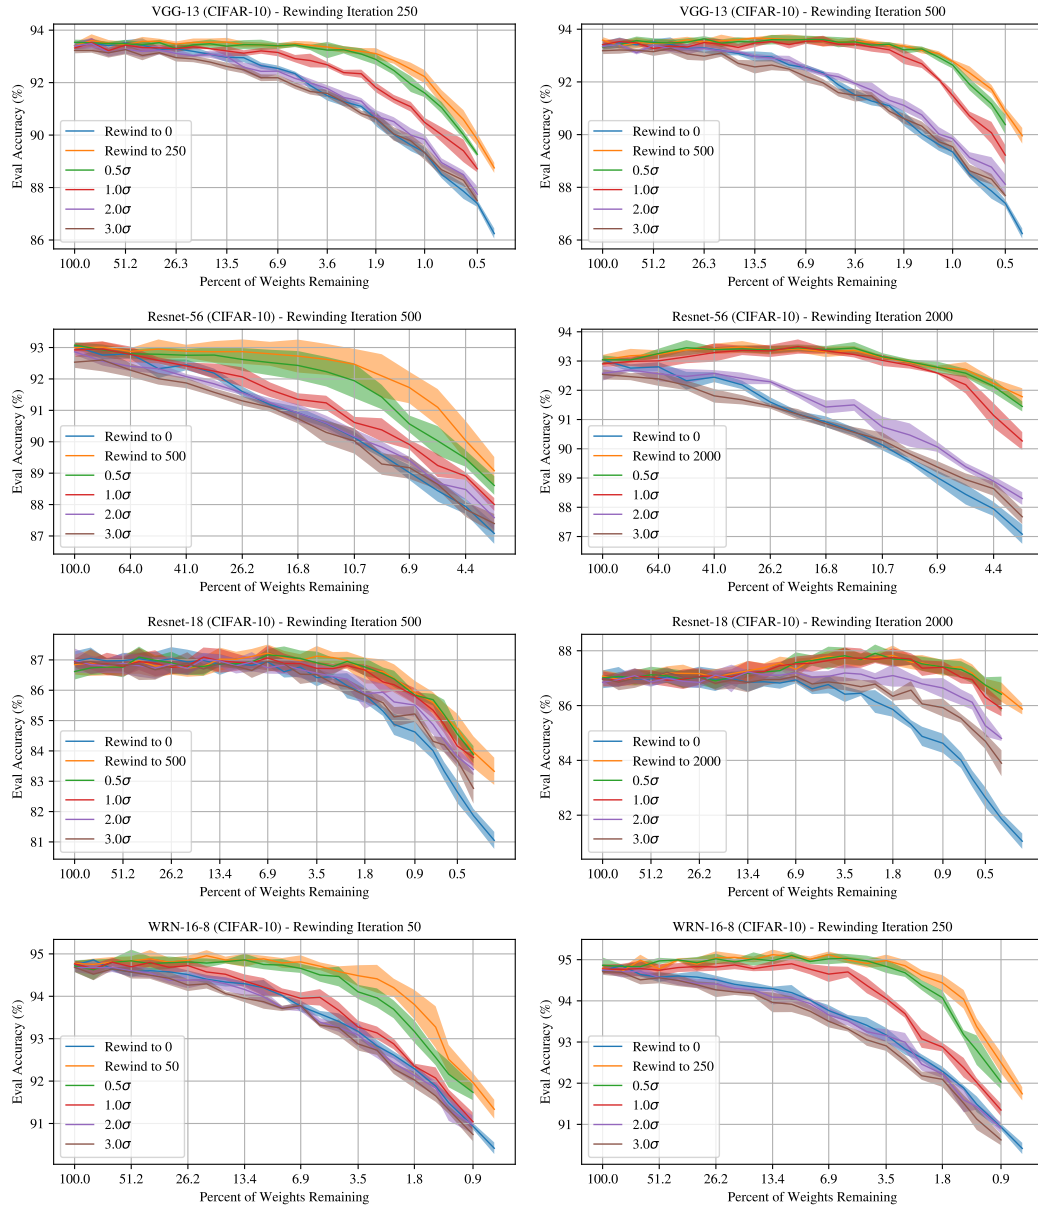 VGG-13 (CIFAR-10) - Rewinding Iteration 250
Eval Accuracy (%)
94
92
90
88
86
Rewind to 0
Rewind to 250
0.5σ
1.0σ
2.0σ
3.0σ
100.0 51.2 26.3 13.5 6.9 3.6 1.9 1.0 0.5
Percent of Weights Remaining
VGG-13 (CIFAR-10) - Rewinding Iteration 500
Eval Accuracy (%)
94
92
90
88
86
Rewind to 0
Rewind to 500
0.5σ
1.0σ
2.0σ
3.0σ
100.0 51.2 26.3 13.5 6.9 3.6 1.9 1.0 0.5
Percent of Weights Remaining
Resnet-56 (CIFAR-10) - Rewinding Iteration 500
Eval Accuracy (%)
93
92
91
90
89
88
87
Rewind to 0
Rewind to 500
0.5σ
1.0σ
2.0σ
3.0σ
100.0 64.0 41.0 26.2 16.8 10.7 6.9 4.4
Percent of Weights Remaining
Resnet-56 (CIFAR-10) - Rewinding Iteration 2000
Eval Accuracy (%)
94
93
92
91
90
89
88
87
Rewind to 0
Rewind to 2000
0.5σ
1.0σ
2.0σ
3.0σ
100.0 64.0 41.0 26.2 16.8 10.7 6.9 4.4
Percent of Weights Remaining
Resnet-18 (CIFAR-10) - Rewinding Iteration 500
Eval Accuracy (%)
87
86
85
84
83
82
81
Rewind to 0
Rewind to 500
0.5σ
1.0σ
2.0σ
3.0σ
100.0 51.2 26.2 13.4 6.9 3.5 1.8 0.9 0.5
Percent of Weights Remaining
Resnet-18 (CIFAR-10) - Rewinding Iteration 2000
Eval Accuracy (%)
88
86
84
82
Rewind to 0
Rewind to 2000
0.5σ
1.0σ
2.0σ
3.0σ
100.0 51.2 26.2 13.4 6.9 3.5 1.8 0.9 0.5
Percent of Weights Remaining
WRN-16-8 (CIFAR-10) - Rewinding Iteration 50
Eval Accuracy (%)
95
94
93
92
91
Rewind to 0
Rewind to 50
0.5σ
1.0σ
2.0σ
3.0σ
100.0 51.2 26.2 13.4 6.9 3.5 1.8 0.9
Percent of Weights Remaining
WRN-16-8 (CIFAR-10) - Rewinding Iteration 250
Eval Accuracy (%)
95
94
93
92
91
Rewind to 0
Rewind to 250
0.5σ
1.0σ
2.0σ
3.0σ
100.0 51.2 26.2 13.4 6.9 3.5 1.8 0.9
Percent of Weights Remaining